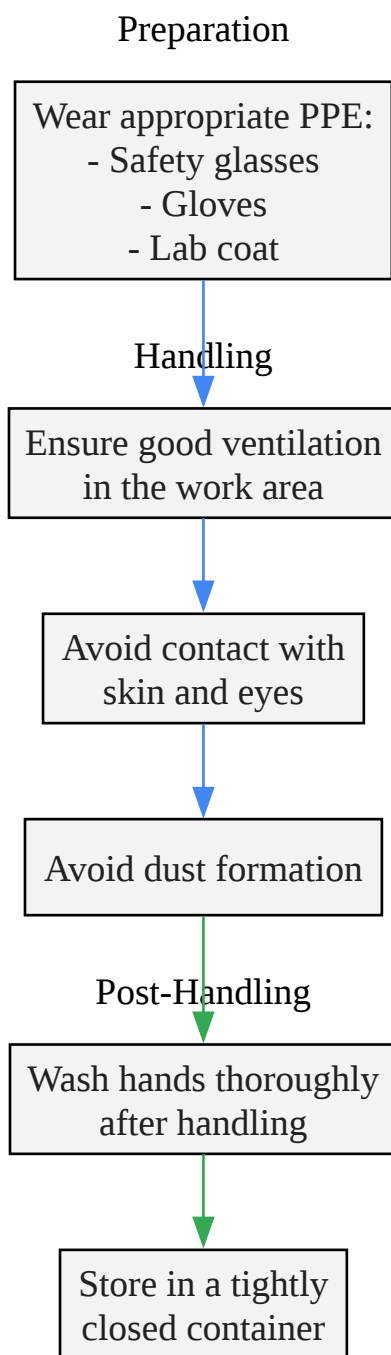 Preparation
Wear appropriate PPE:
- Safety glasses
- Gloves
- Lab coat
Handling
Ensure good ventilation
in the work area
Avoid contact with
skin and eyes
Avoid dust formation
Post-Handling
Wash hands thoroughly
after handling
Store in a tightly
closed container